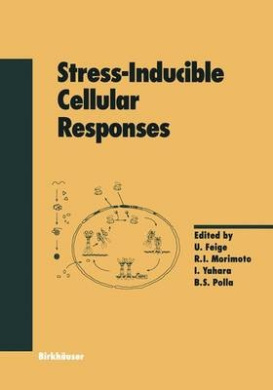 Stress-Inducible
Cellular
Responses
Edited by
U. Feige
R.I. Morimoto
I. Yahara
B.S. Polla
Birkhäuser